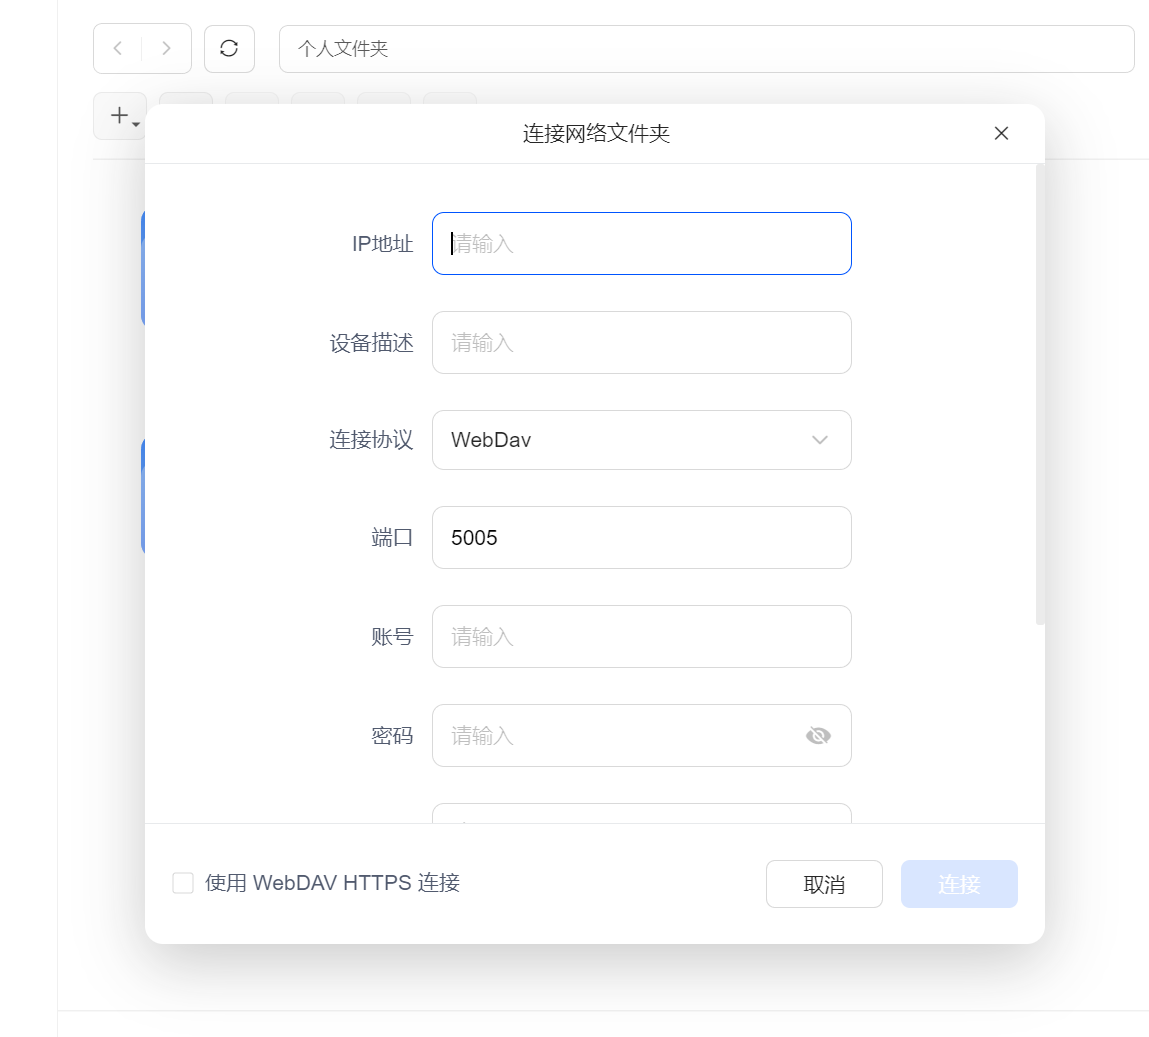 个人文件夹
连接网络文件夹
IP地址
请输入
设备描述
请输入
连接协议
WebDav
端口
5005
账号
请输入
密码
请输入
使用 WebDAV HTTPS 连接
取消
连接